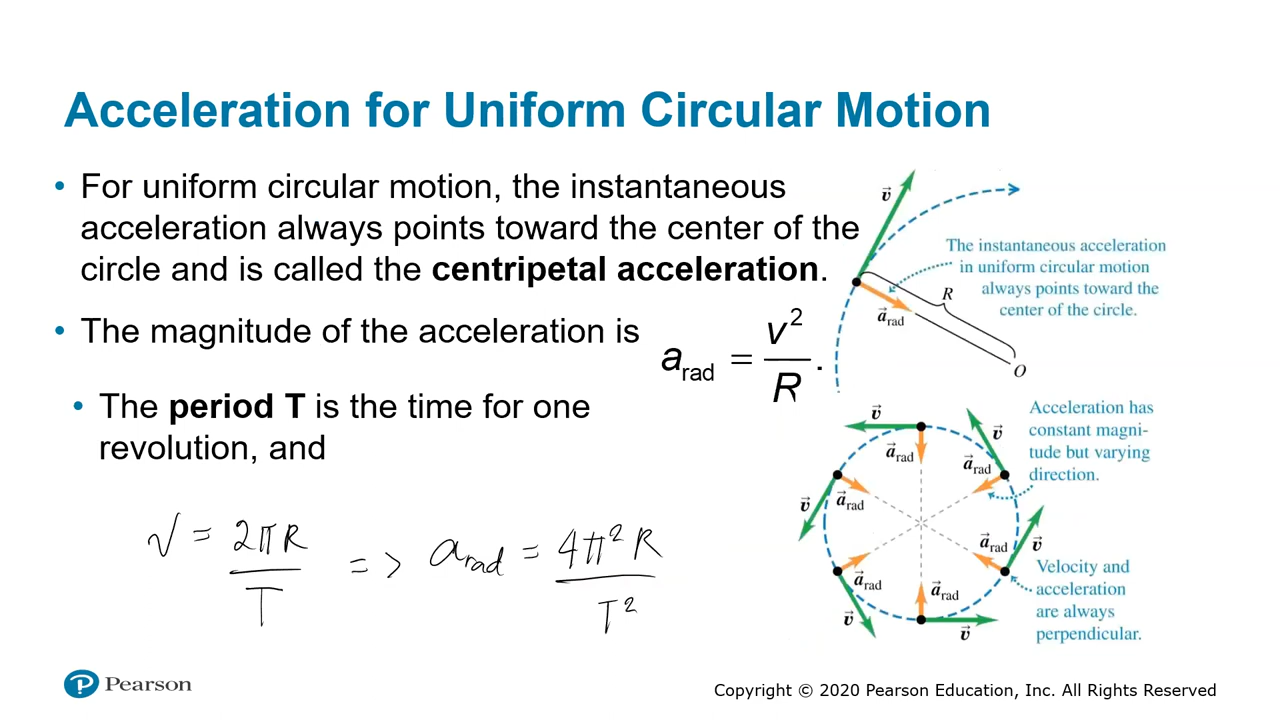 Acceleration for Uniform Circular Motion
• For uniform circular motion, the instantaneous
acceleration always points toward the center of the
circle and is called the centripetal acceleration.
• The magnitude of the acceleration is
a_rad = v²/R.
• The period T is the time for one
revolution, and
v = 2πR/T => a_rad = 4π²R/T²
v⃗
The instantaneous acceleration
in uniform circular motion
always points toward the
center of the circle.
R
a⃗_rad
O
Acceleration has
constant magni-
tude but varying
direction.
v⃗
v⃗
a⃗_rad
a⃗_rad
v⃗
a⃗_rad
a⃗_rad
v⃗
a⃗_rad
a⃗_rad
v⃗
v⃗
Velocity and
acceleration
are always
perpendicular.
Pearson
Copyright © 2020 Pearson Education, Inc. All Rights Reserved